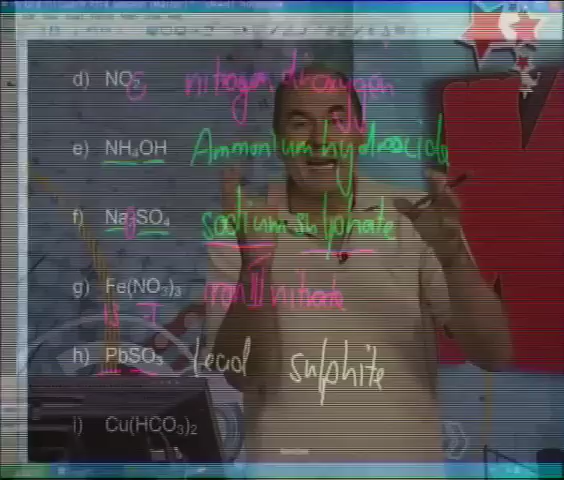 d) NO₂ nitrogen dioxygen
e) NH₄OH Ammonium hydroxide
f) Na₂SO₄ sodium sulphate
g) Fe(NO₃)₃ iron III nitrate
h) PbSO₃ Lead sulphite
i) Cu(HCO₃)₂